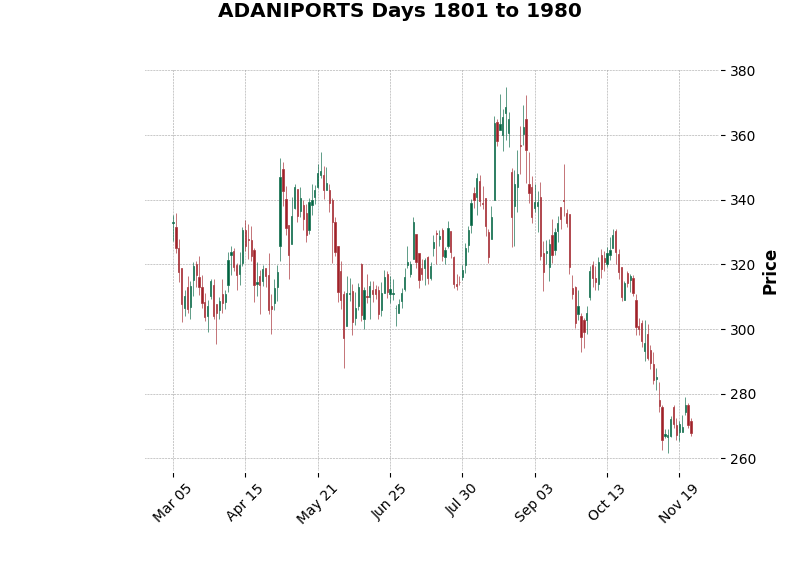 ADANIPORTS Days 1801 to 1980
380
360
340
320
300
280
260
Price
Mar 05
Apr 15
May 21
Jun 25
Jul 30
Sep 03
Oct 13
Nov 19